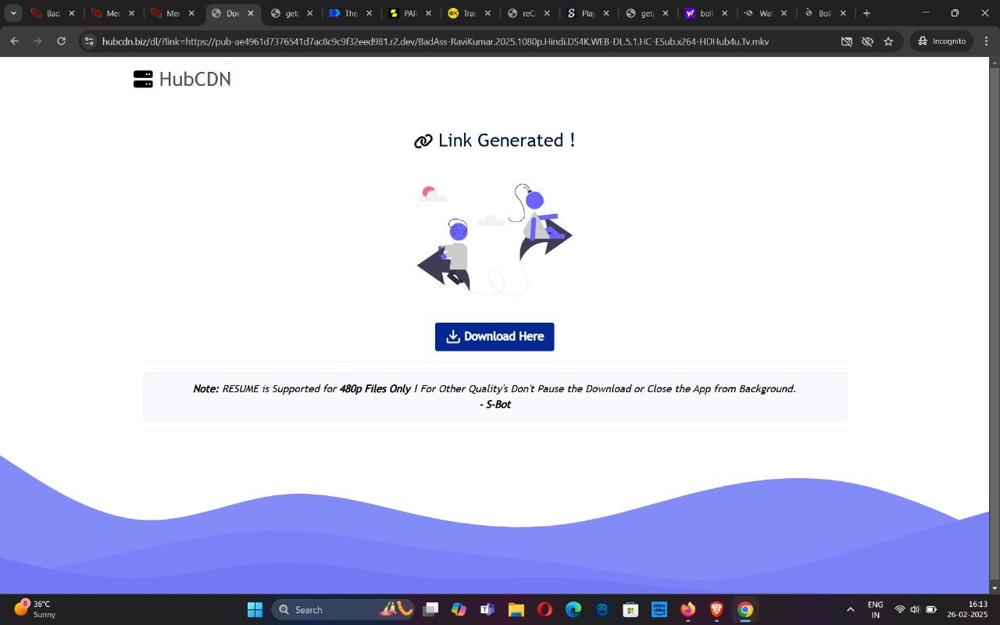 Bad
Mec
Mec
Dov
getp
The
PAR
Trac
reC
Play
getp
boll
Wat
Boll
hubcdn.biz/dl/?link=https://pub-ae4961d7376541d7ac8c9c9f32eed981.r2.dev/BadAss-RaviKumar.2025.1080p.Hindi.DS4K.WEB-DL.5.1.HC-ESub.x264-HDHub4u.Tv.mkv
Incognito
HubCDN
Link Generated !
Download Here
Note: RESUME is Supported for 480p Files Only ! For Other Quality's Don't Pause the Download or Close the App from Background.
- S-Bot
8
36°C
Sunny
Search
prime video
ENG
IN
16:13
26-02-2025